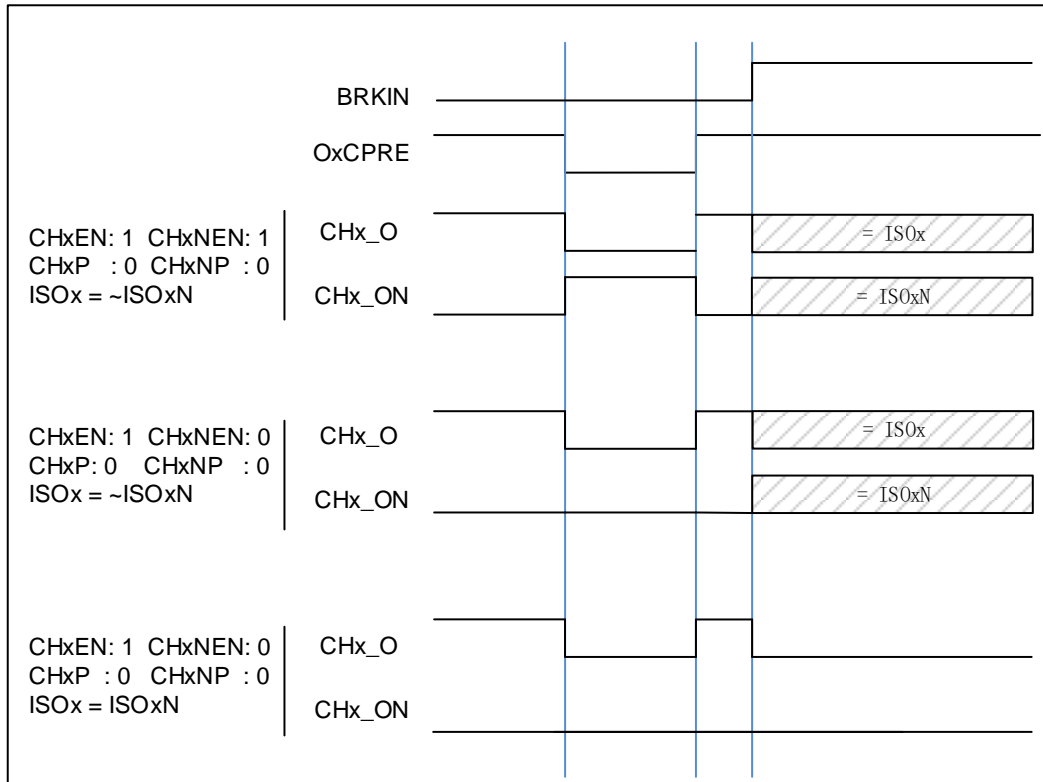 BRKIN
OxCPRE
CHxEN: 1 CHxNEN: 1
CHxP : 0 CHxNP : 0
ISOx = ~ISOxN
CHx_O
= ISOx
CHx_ON
= ISOxN
CHxEN: 1 CHxNEN: 0
CHxP: 0 CHxNP : 0
ISOx = ~ISOxN
CHx_O
= ISOx
CHx_ON
= ISOxN
CHxEN: 1 CHxNEN: 0
CHxP : 0 CHxNP : 0
ISOx = ISOxN
CHx_O
CHx_ON